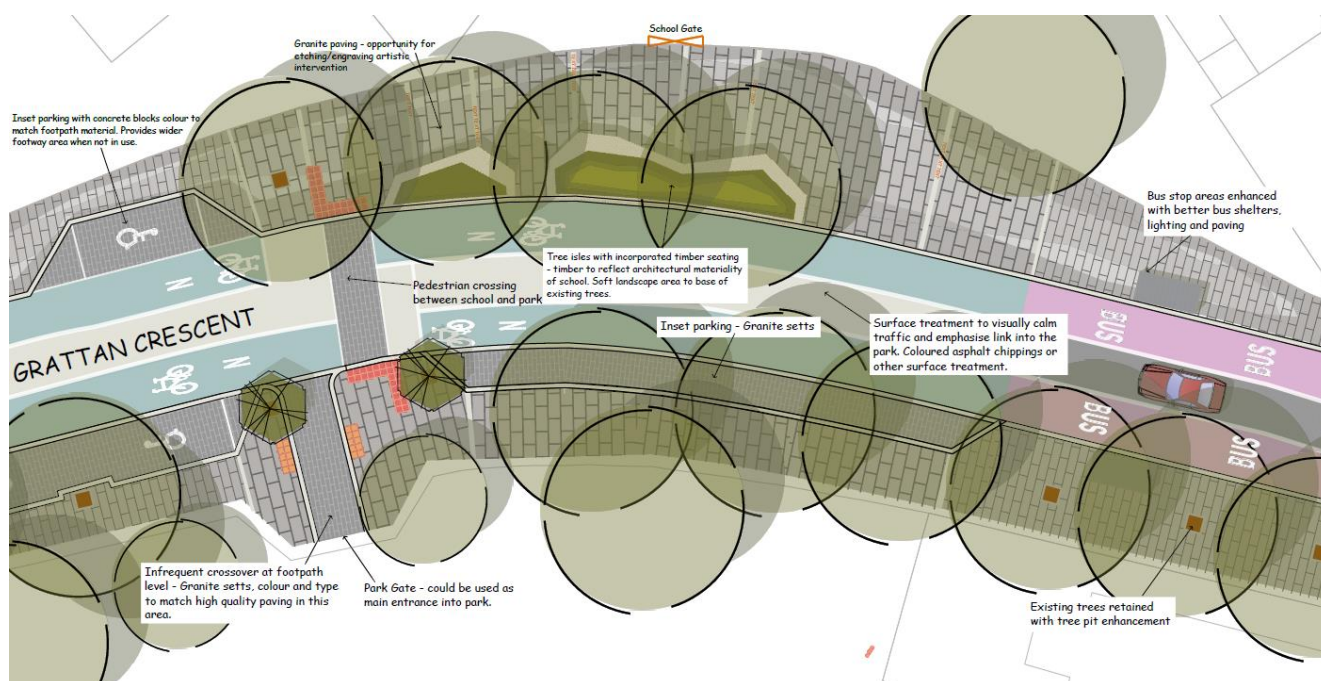 School Gate
Granite paving - opportunity for
etching/engraving artistic
intervention
Inset parking with concrete blocks colour to
match footpath material. Provides wider
footway area when not in use.
Bus stop areas enhanced
with better bus shelters,
lighting and paving
Tree isles with incorporated timber seating
- timber to reflect architectural materiality
of school. Soft landscape area to base of
existing trees.
Pedestrian crossing
between school and park
GRATTAN CRESCENT
Inset parking - Granite setts
Surface treatment to visually calm
traffic and emphasise link into the
park. Coloured asphalt chippings or
other surface treatment.
BUS
BUS
BUS
BUS
Infrequent crossover at footpath
level - Granite setts, colour and type
to match high quality paving in this
area.
Park Gate - could be used as
main entrance into park.
Existing trees retained
with tree pit enhancement